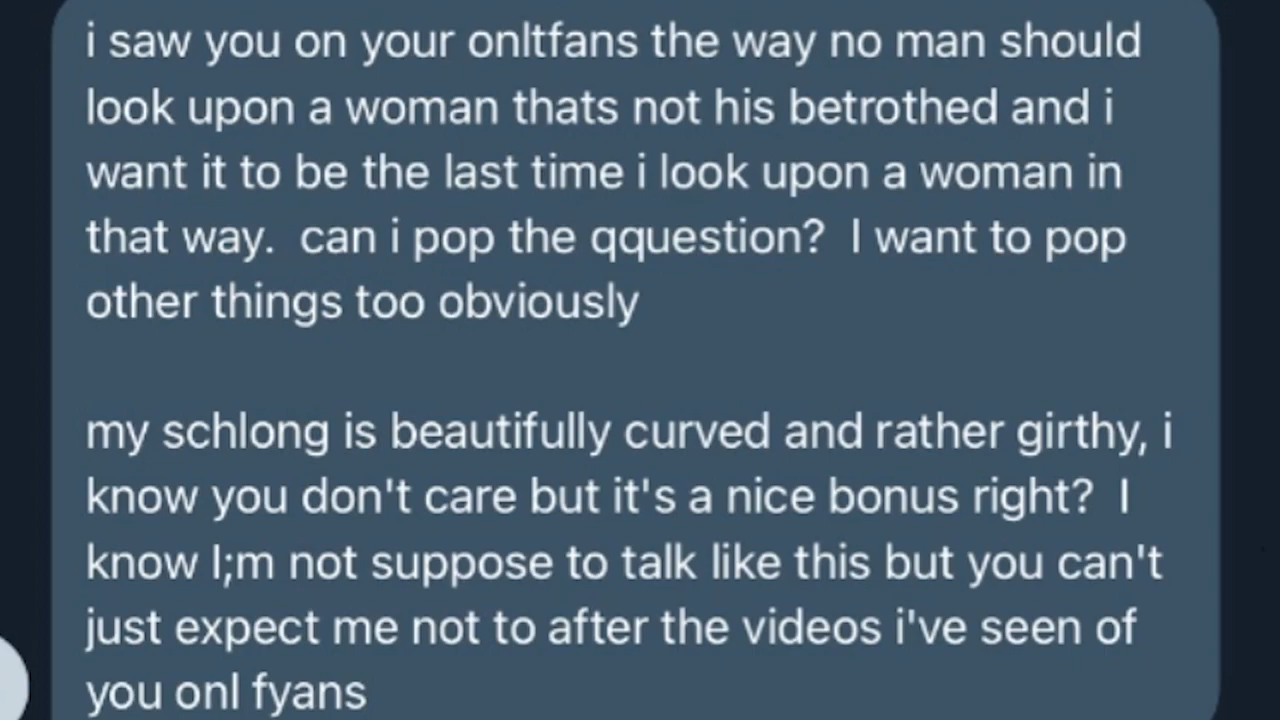 i saw you on your onltfans the way no man should
look upon a woman thats not his betrothed and i
want it to be the last time i look upon a woman in
that way.  can i pop the qquestion?  I want to pop
other things too obviously
my schlong is beautifully curved and rather girthy, i
know you don't care but it's a nice bonus right?  I
know I;m not suppose to talk like this but you can't
just expect me not to after the videos i've seen of
you onl fyans